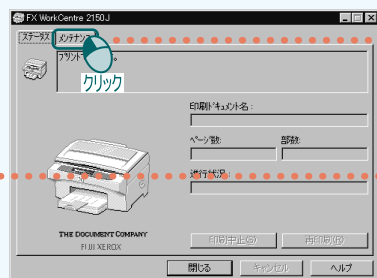 FX WorkCentre 2150J
ステータス
メンテナンス
クリック
印刷ドキュメント名:
ページ数:
部数:
進行状況:
THE DOCUMENT COMPANY
FUJI XEROX
印刷中止(S)
再印刷(R)
閉じる
キャンセル
ヘルプ